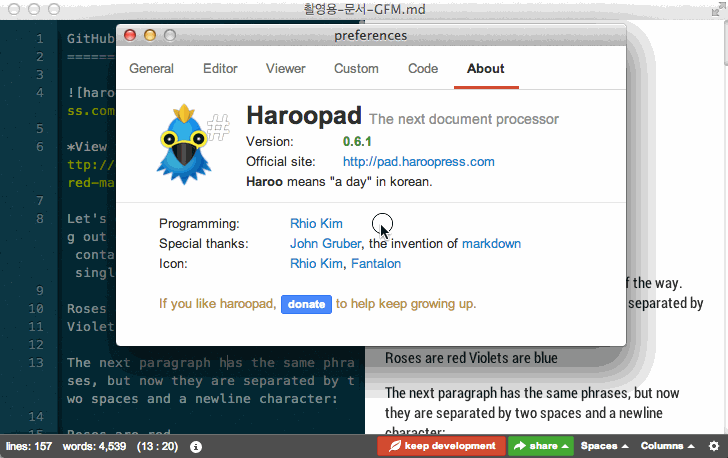 촬영용-문서-GFM.md
preferences
General Editor Viewer Custom Code About
#
Haroopad The next document processor
Version: 0.6.1
Official site: http://pad.haroopress.com
Haroo means "a day" in korean.
Programming: Rhio Kim
Special thanks: John Gruber, the invention of markdown
Icon: Rhio Kim, Fantalon
If you like haroopad, donate to help keep growing up.
1 GitHub
2 =======
3
4 ![haro
ss.com
5
6 *View
ttp://
red-ma
7
8 Let's
g out
conta
singl
9
10 Roses
11 Violet
12
13 The next paragraph has the same phra
ses, but now they are separated by t
wo spaces and a newline character:
14
15 Roses are red
f the way.
separated by
Roses are red Violets are blue
The next paragraph has the same phrases, but now
they are separated by two spaces and a newline
character:
lines: 157 words: 4,539 (13 : 20) keep development share Spaces Columns